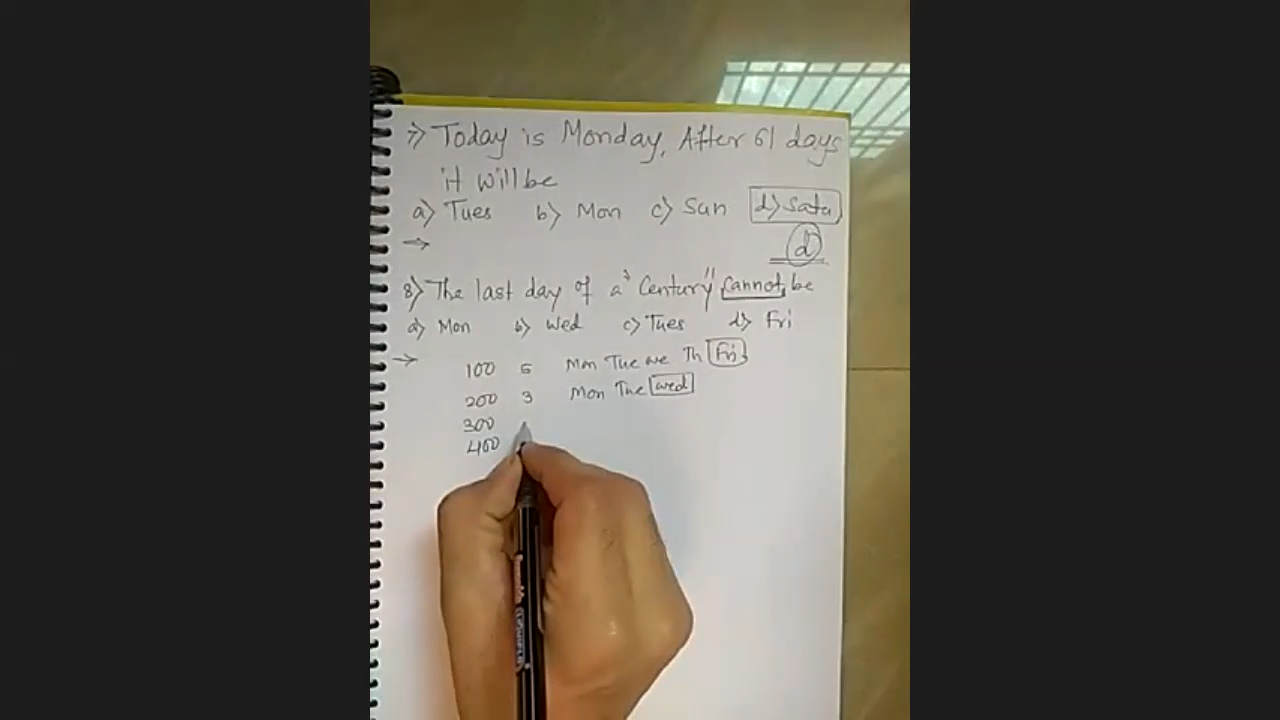 7) Today is Monday, After 61 days
it will be
a) Tues b) Mon c) Sun d) Satu
→ d
8) The last day of a "Century" cannot be
a) Mon b) Wed c) Tues d) Fri
→ 100 5 Mon Tue we Th Fri
200 3 Mon Tue wed
300
400